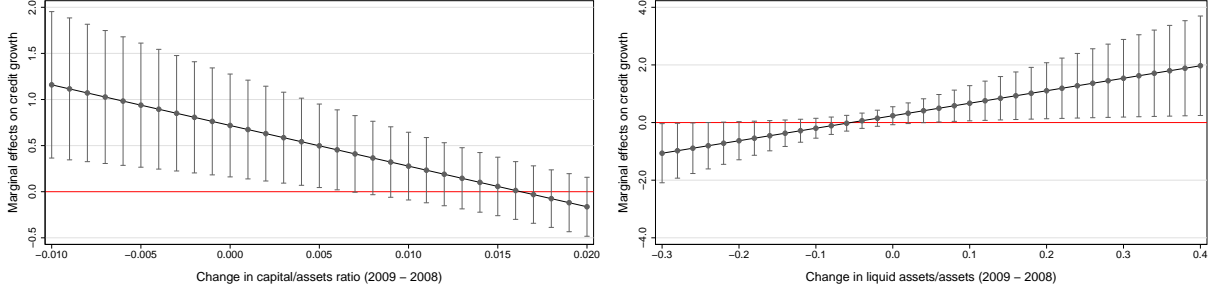 Marginal effects on credit growth
2.0
1.5
1.0
0.5
0.0
−0.5
−0.010 −0.005 0.000 0.005 0.010 0.015 0.020
Change in capital/assets ratio (2009 − 2008)
Marginal effects on credit growth
4.0
2.0
0.0
−2.0
−4.0
−0.3 −0.2 −0.1 0.0 0.1 0.2 0.3 0.4
Change in liquid assets/assets (2009 − 2008)